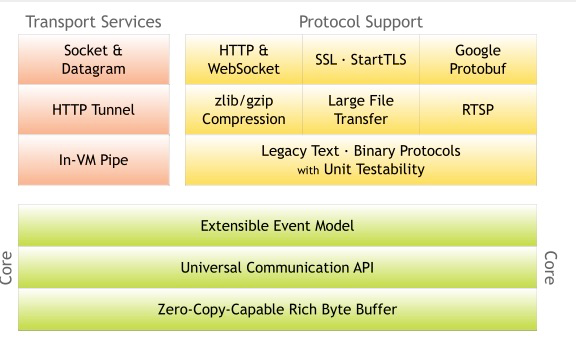 Transport Services
Protocol Support
Socket &
Datagram
HTTP &
WebSocket
SSL · StartTLS
Google
Protobuf
HTTP Tunnel
zlib/gzip
Compression
Large File
Transfer
RTSP
In-VM Pipe
Legacy Text · Binary Protocols
with Unit Testability
Extensible Event Model
Core
Universal Communication API
Core
Zero-Copy-Capable Rich Byte Buffer